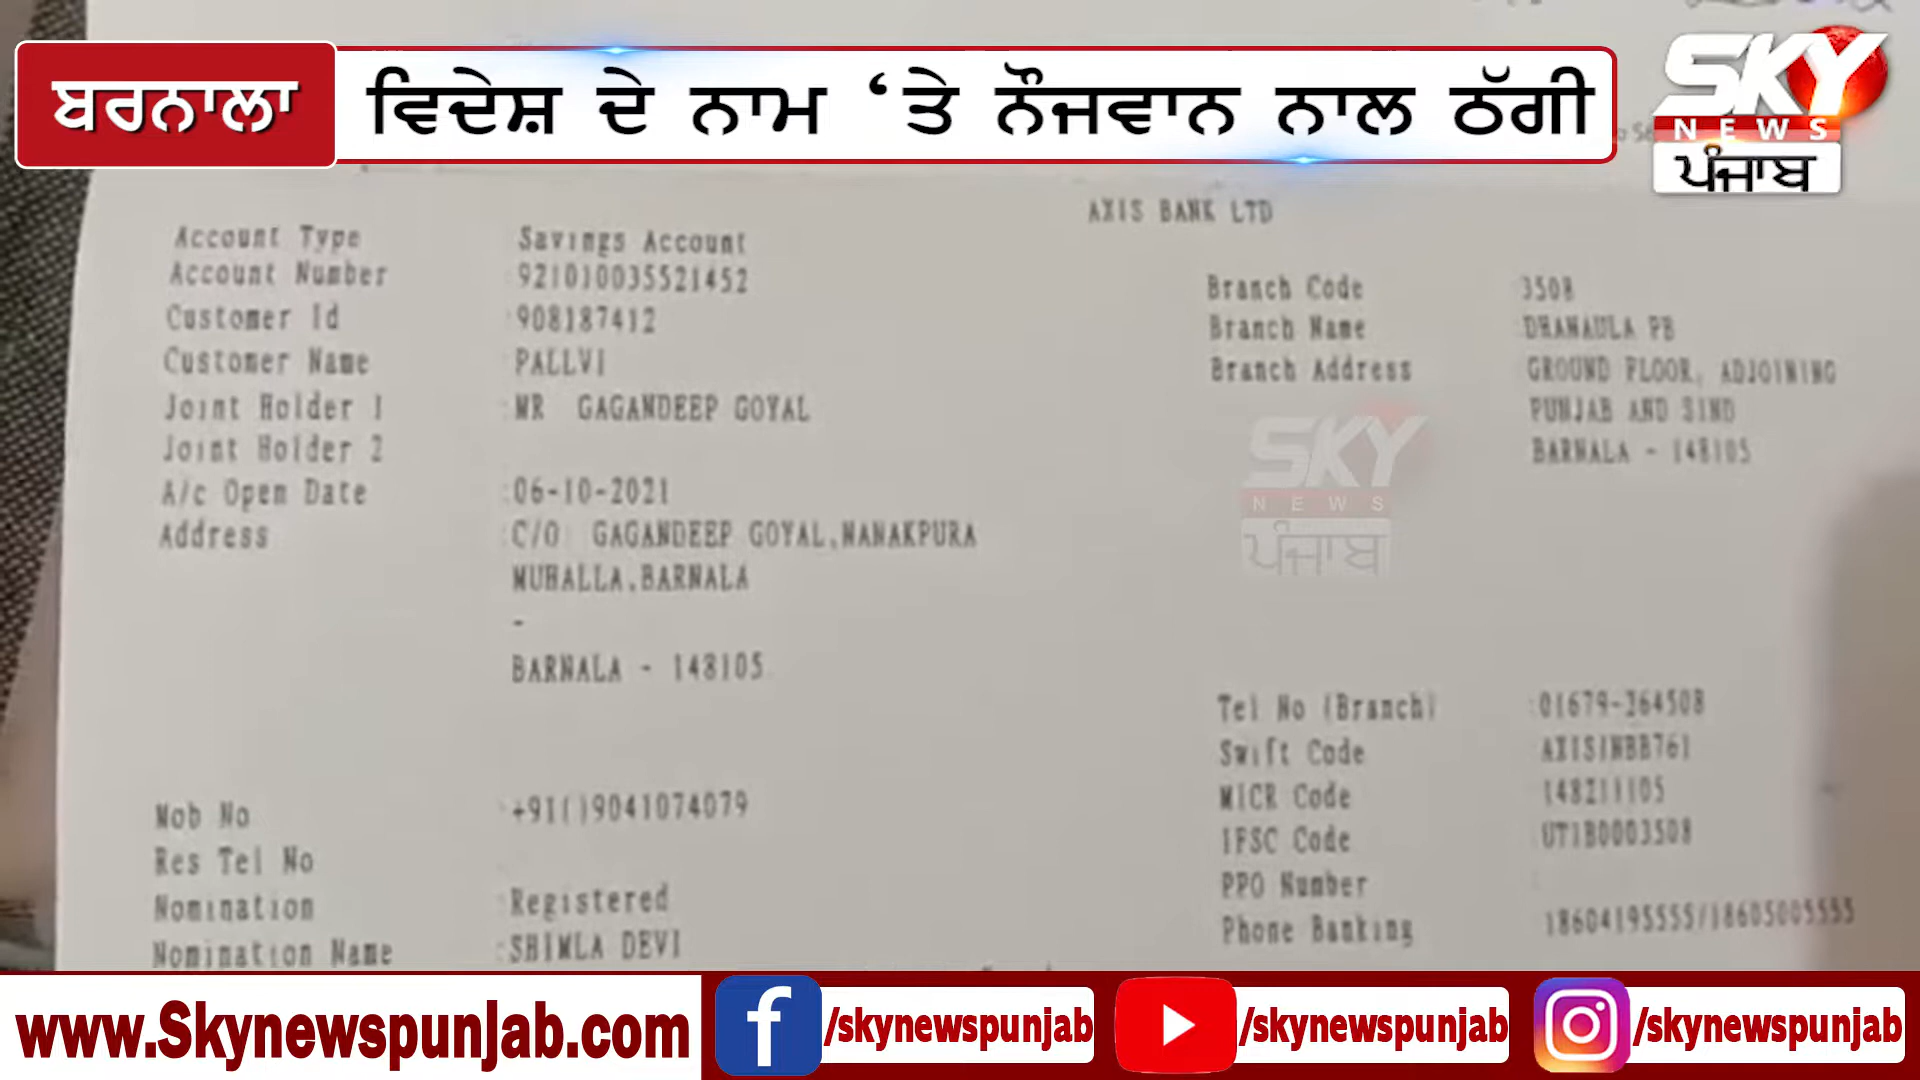 ਬਰਨਾਲਾ
ਵਿਦੇਸ਼ ਦੇ ਨਾਮ ‘ਤੇ ਨੌਜਵਾਨ ਨਾਲ ਠੱਗੀ
SKY
NEWS
ਪੰਜਾਬ
AXIS BANK LTD
Account Type :Savings Account
Account Number :921010035521452
Customer Id :908187412
Customer Name :PALLVI
Joint Holder 1 :MR GAGANDEEP GOYAL
Joint Holder 2
A/c Open Date :06-10-2021
Address :C/O GAGANDEEP GOYAL,NANAKPURA
MUHALLA,BARNALA
-
BARNALA - 148105
Mob No :+91()9041074079
Res Tel No
Nomination :Registered
Nomination Name :SHIMLA DEVI
Branch Code :3508
Branch Name :DHANAULA PB
Branch Address :GROUND FLOOR, ADJOINING
PUNJAB AND SIND
BARNALA - 148105
SKY
NEWS
ਪੰਜਾਬ
Tel No (Branch) :01679-264508
Swift Code :AXISINBB761
MICR Code :148211105
IFSC Code :UTIB0003508
PPO Number :
Phone Banking :18604195555/18605005555
www.SkynewspunJab.com
/skynewspunjab
/skynewspunjab
/skynewspunjab